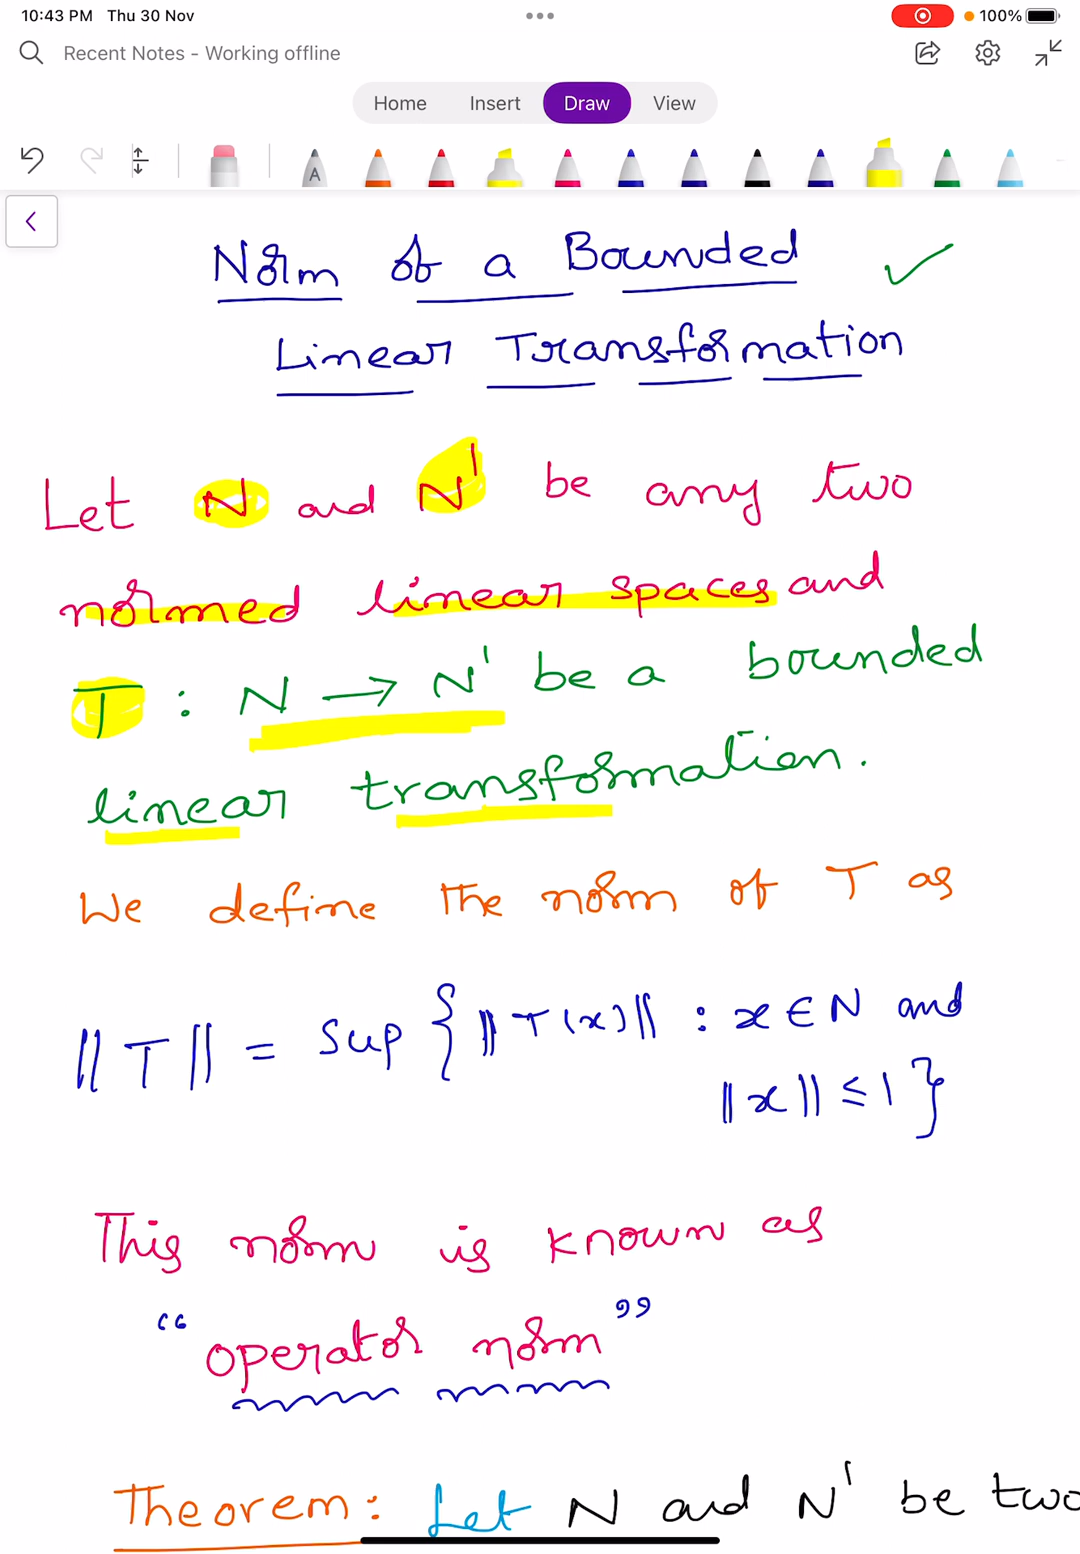 10:43 PM Thu 30 Nov
100%
Recent Notes - Working offline
Home Insert Draw View
A
Norm of a Bounded
Linear Transformation
Let N and N' be any two
normed linear spaces and
T : N → N' be a bounded
linear transformation.
We define the norm of T as
||T|| = Sup { ||T(x)|| : x ∈ N and
||x|| ≤ 1 }
This norm is known as
“operator norm”
Theorem: Let N and N' be two